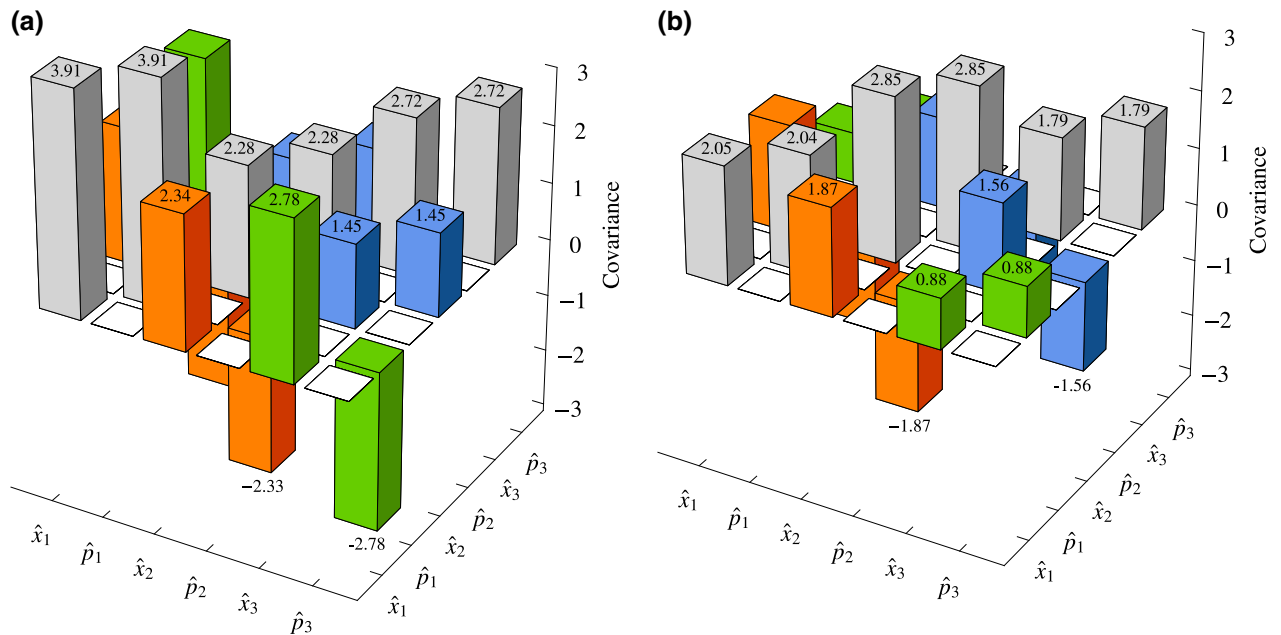 (a)
3.91
3.91
2.28
2.28
2.72
2.72
2.34
2.78
1.45
1.45
−2.33
-2.78
3
2
1
0
−1
−2
−3
Covariance
x̂₁
p̂₁
x̂₂
p̂₂
x̂₃
p̂₃
x̂₁
p̂₁
x̂₂
p̂₂
x̂₃
p̂₃
(b)
2.05
2.04
2.85
2.85
1.79
1.79
1.87
1.56
0.88
0.88
−1.87
-1.56
3
2
1
0
−1
−2
−3
Covariance
x̂₁
p̂₁
x̂₂
p̂₂
x̂₃
p̂₃
x̂₁
p̂₁
x̂₂
p̂₂
x̂₃
p̂₃